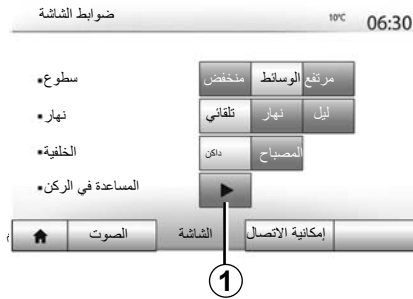 ضوابط الشاشة 10℃ 06:30
سطوع منخفض الوسائط مرتفع
نهار تلقائي نهار ليل
الخلفية داكن المصباح
المساعدة في الركن
الصوت الشاشة إمكانية الاتصال
1